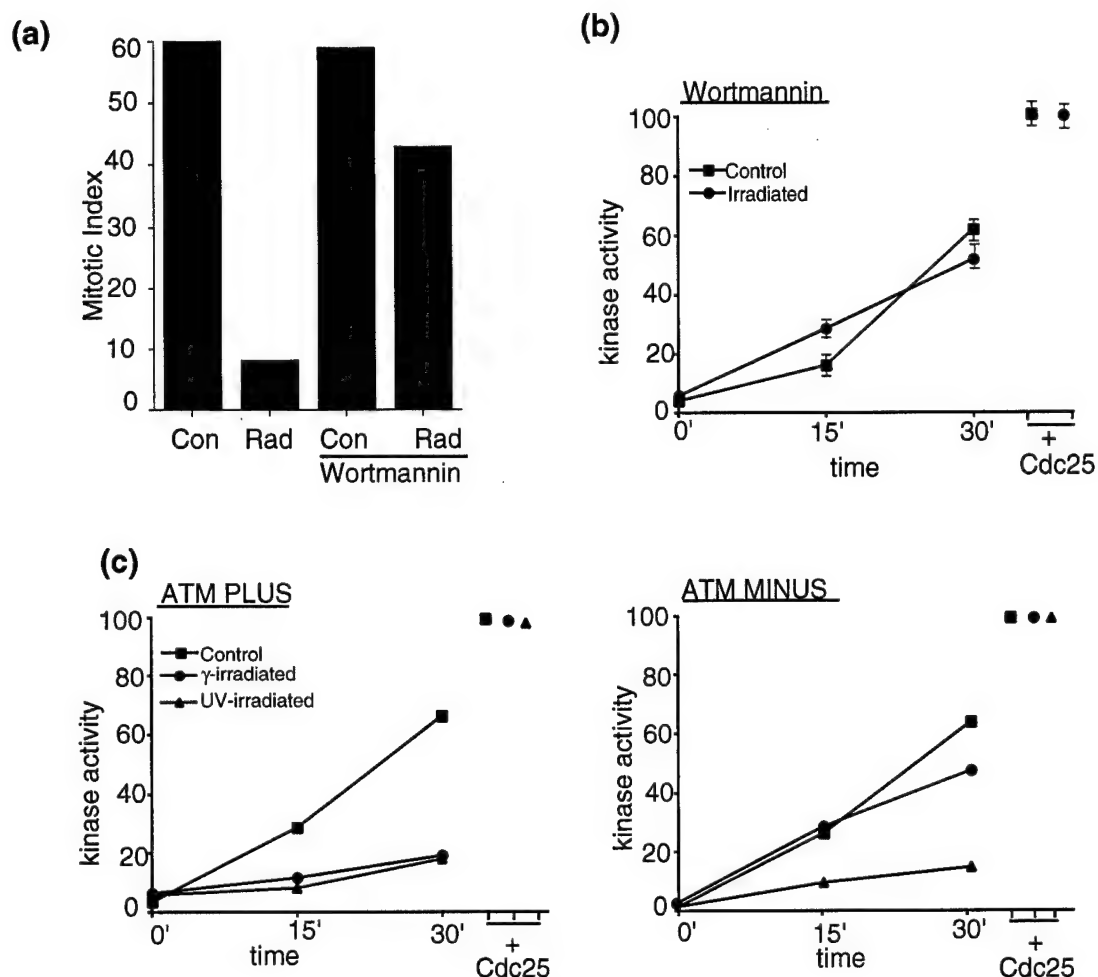 (a)
60
50
40
30
20
10
0
Mitotic Index
Con Rad Con Rad
Wortmannin
(b)
Wortmannin
100
80
60
40
20
0
kinase activity
Control
Irradiated
0' 15' 30' +
time Cdc25
(c)
ATM PLUS
100
80
60
40
20
0
kinase activity
Control
γ-irradiated
UV-irradiated
0' 15' 30' +
time Cdc25
ATM MINUS
100
80
60
40
20
0
kinase activity
0' 15' 30' +
time Cdc25